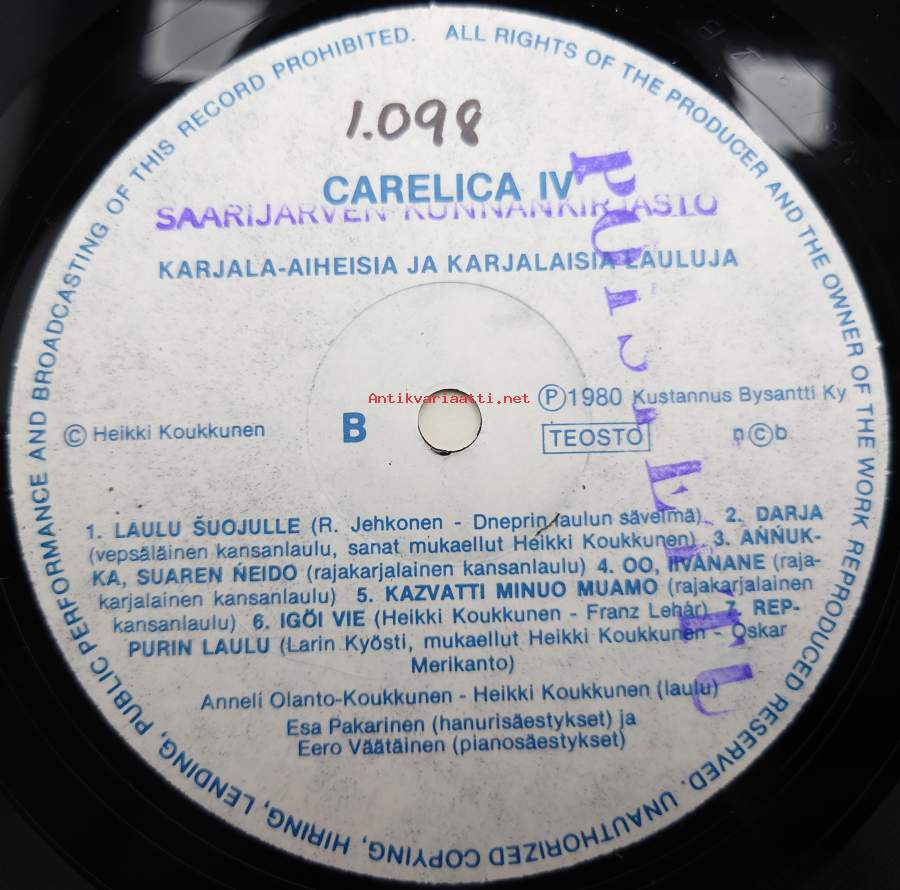 ALL RIGHTS OF THE PRODUCER AND THE OWNER OF THE WORK REPRODUCED RESERVED. UNAUTHORIZED COPYING, HIRING, LENDING, PUBLIC PERFORMANCE AND BROADCASTING OF THIS RECORD PROHIBITED.
1.098
CARELICA IV
SAARIJÄRVEN KUNNANKIRJASTO
KARJALA-AIHEISIA JA KARJALAISIA LAULUJA
POISTETTU
Antikvariaatti.net
Ⓟ1980 Kustannus Bysantti Ky
© Heikki Koukkunen
B
TEOSTO
n©b
1. LAULU ŠUOJULLE (R. Jehkonen - Dneprin laulun sävelmä) 2. DARJA
(vepsäläinen kansanlaulu, sanat mukaellut Heikki Koukkunen) 3. AŃŃUK-
KA, SUAREN ŃEIDO (rajakarjalainen kansanlaulu) 4. OO, IIVANANE (raja-
karjalainen kansanlaulu) 5. KAZVATTI MINUO MUAMO (rajakarjalainen
kansanlaulu) 6. IGÖI VIE (Heikki Koukkunen - Franz Lehár) 7. REP-
PURIN LAULU (Larin Kyösti, mukaellut Heikki Koukkunen - Oskar
Merikanto)
Anneli Olanto-Koukkunen - Heikki Koukkunen (laulu)
Esa Pakarinen (hanurisäestykset) ja
Eero Väätäinen (pianosäestykset)